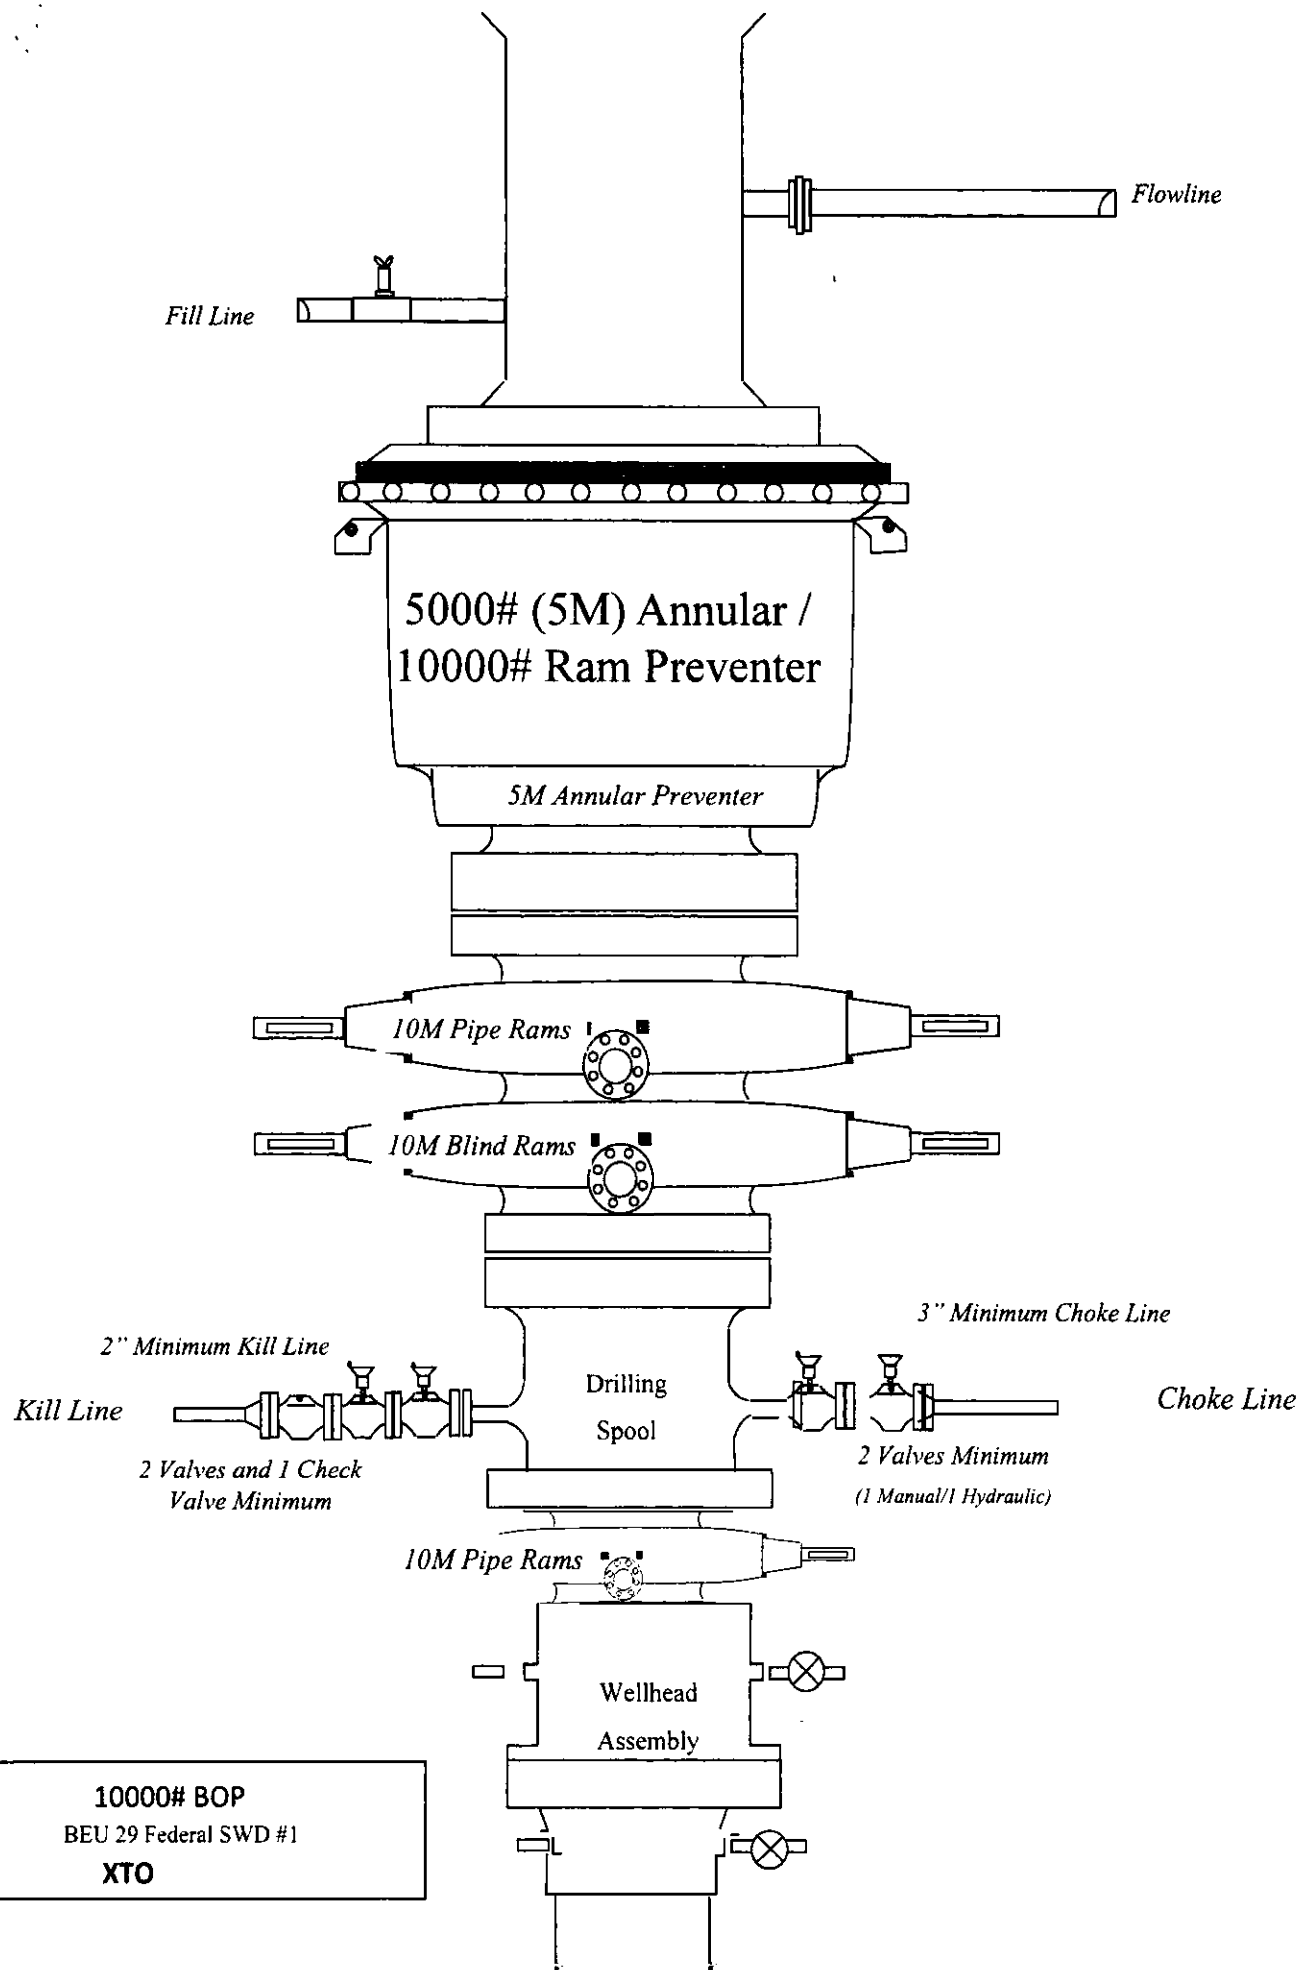 Flowline
Fill Line
5000# (5M) Annular /
10000# Ram Preventer
5M Annular Preventer
10M Pipe Rams
10M Blind Rams
3" Minimum Choke Line
2" Minimum Kill Line
Kill Line
Drilling
Spool
Choke Line
2 Valves and 1 Check
Valve Minimum
2 Valves Minimum
(1 Manual/1 Hydraulic)
10M Pipe Rams
Wellhead
Assembly
10000# BOP
BEU 29 Federal SWD #1
XTO